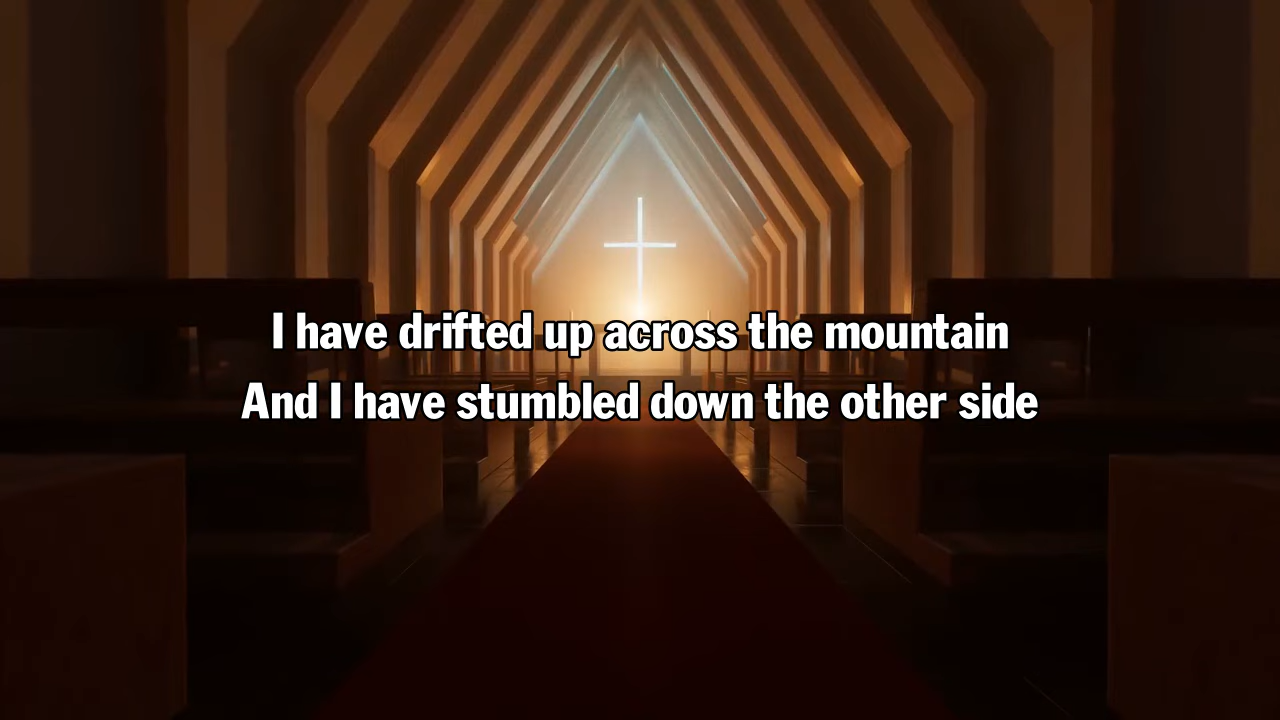 I have drifted up across the mountain
And I have stumbled down the other side